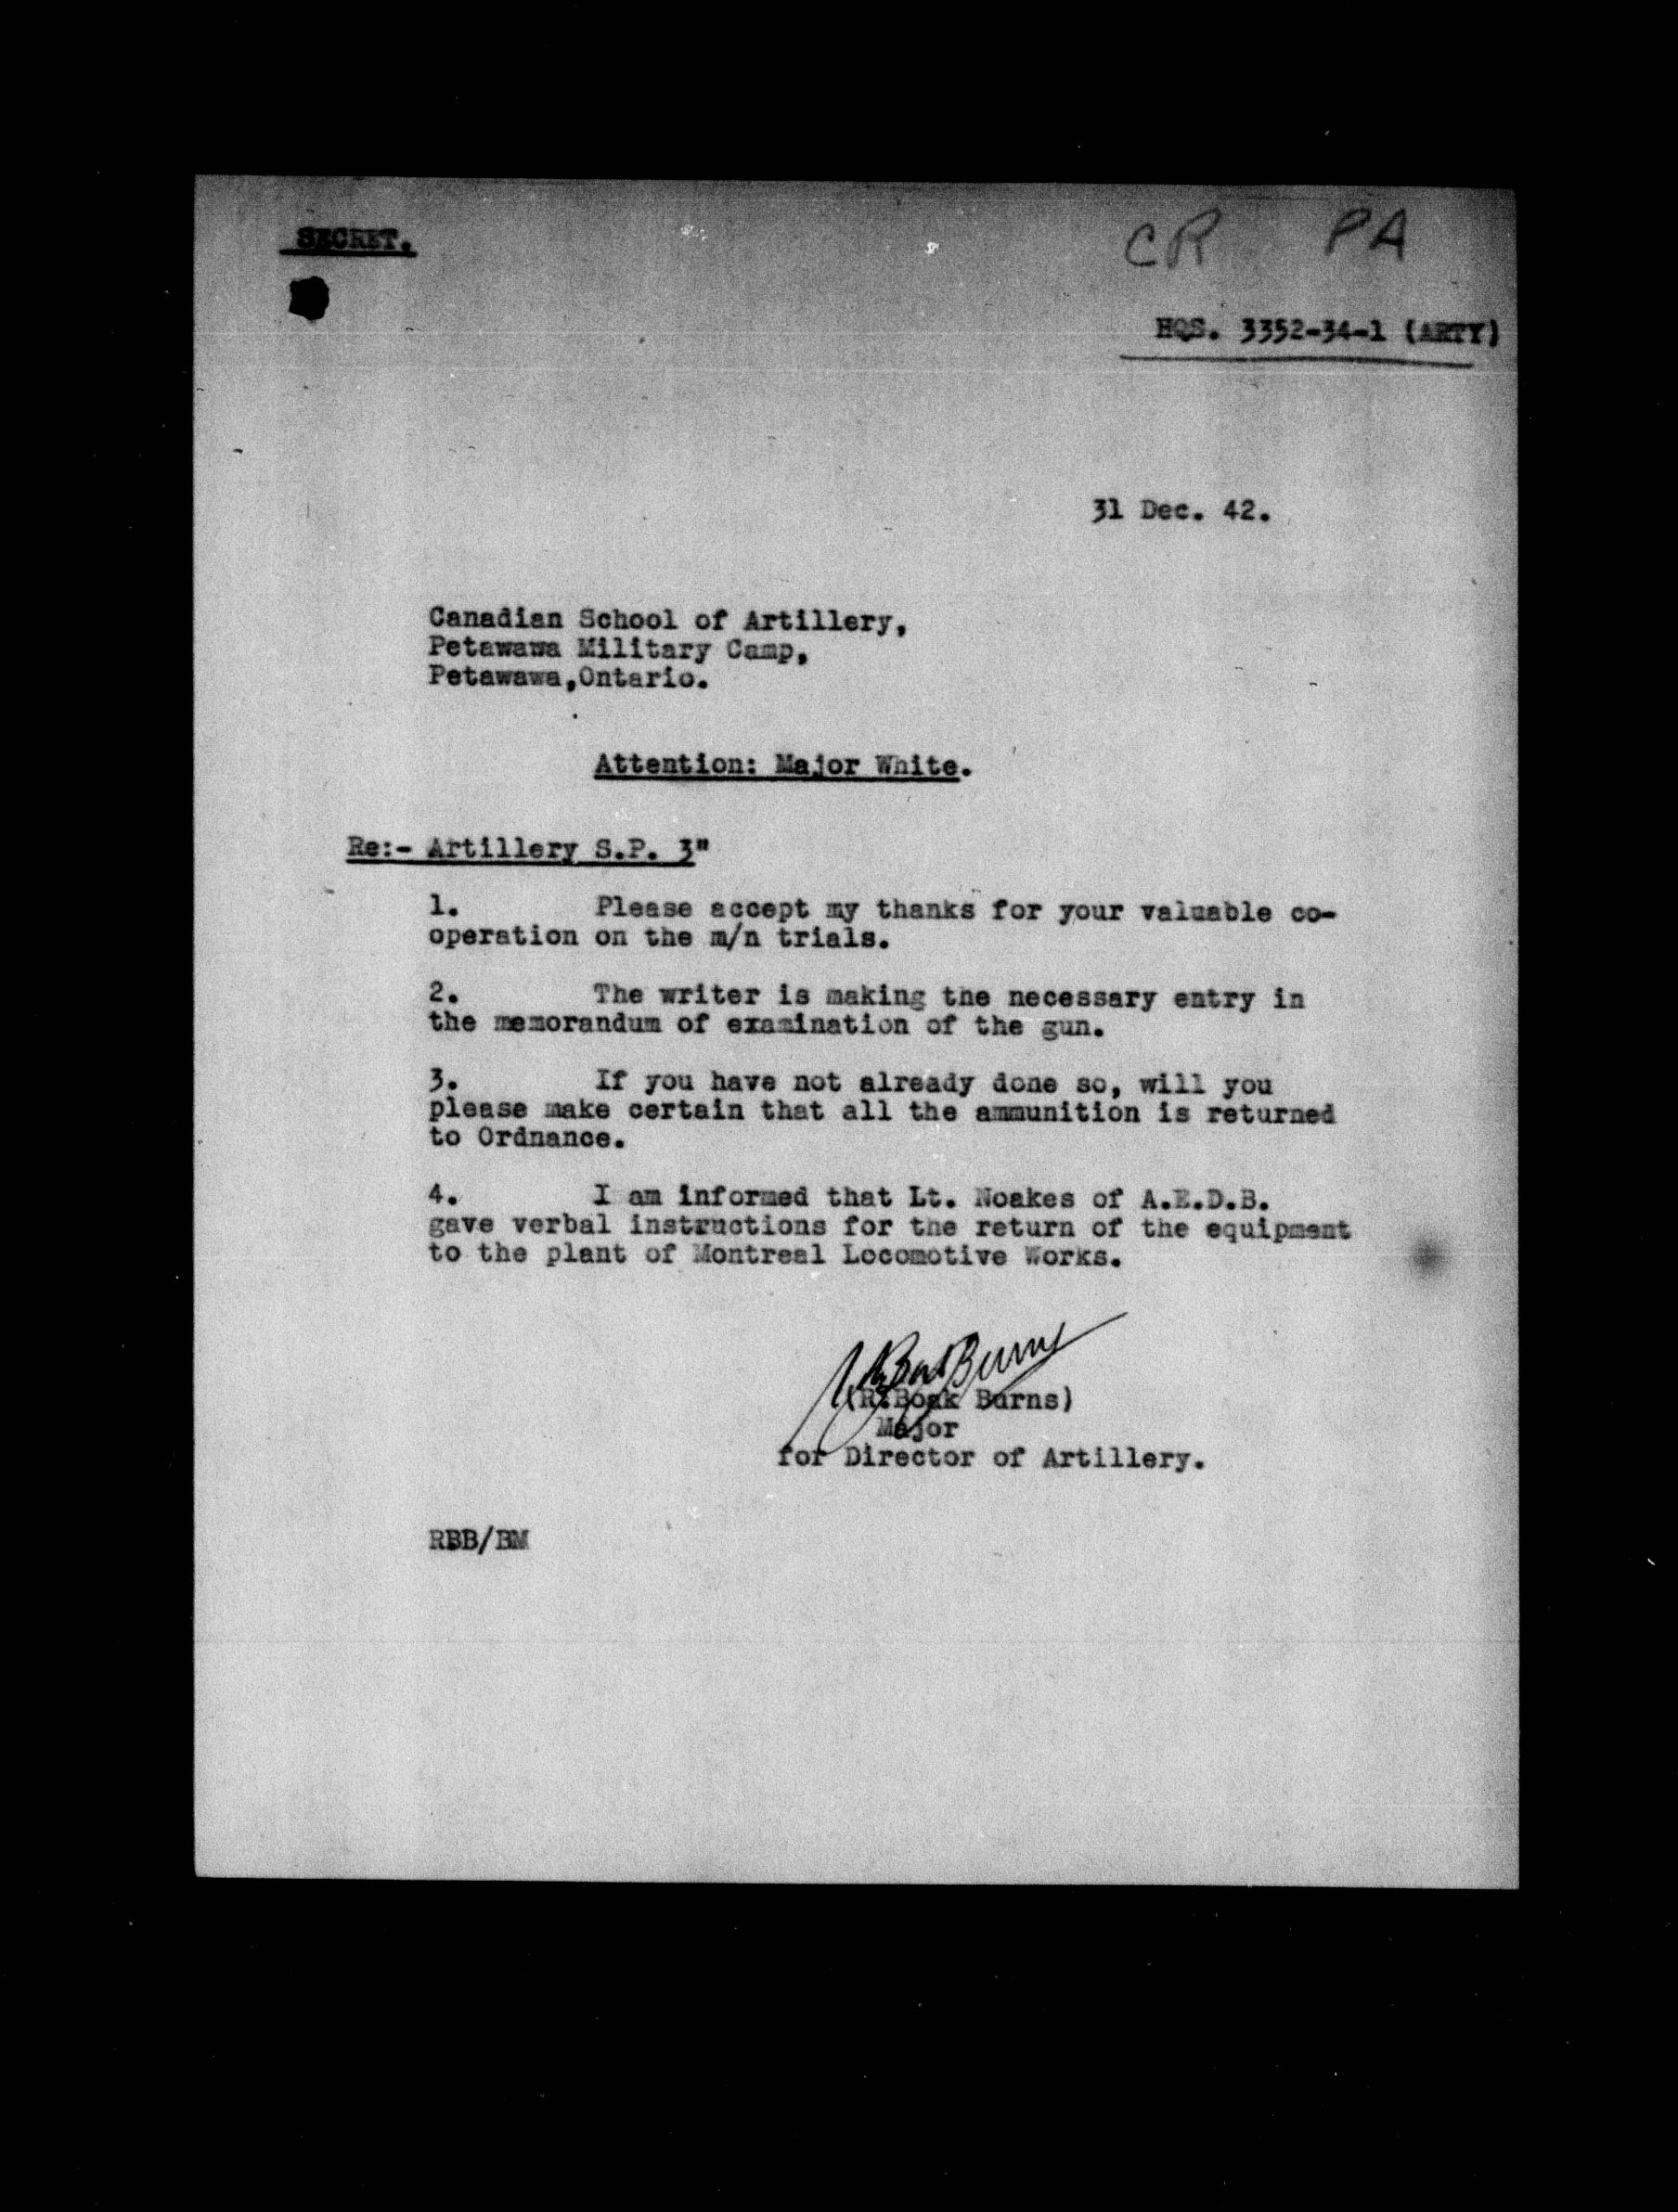 SECRET.
CR PA
HQS. 3352-34-1 (ARTY)
31 Dec. 42.
Canadian School of Artillery,
Petawawa Military Camp,
Petawawa,Ontario.
Attention: Major White.
Re:- Artillery S.P. 3"
1. Please accept my thanks for your valuable co-
operation on the m/n trials.
2. The writer is making the necessary entry in
the memorandum of examination of the gun.
3. If you have not already done so, will you
please make certain that all the ammunition is returned
to Ordnance.
4. I am informed that Lt. Noakes of A.E.D.B.
gave verbal instructions for the return of the equipment
to the plant of Montreal Locomotive Works.
(R.Boak Burns)
Major
for Director of Artillery.
RBB/BM